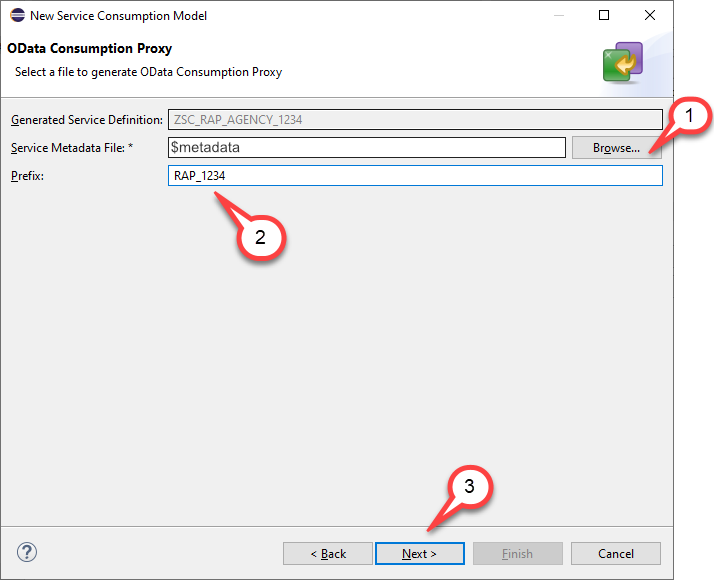 New Service Consumption Model
OData Consumption Proxy
Select a file to generate OData Consumption Proxy
Generated Service Definition: ZSC_RAP_AGENCY_1234
1
Service Metadata File: * $metadata Browse...
Prefix: RAP_1234
2
3
? < Back Next > Finish Cancel